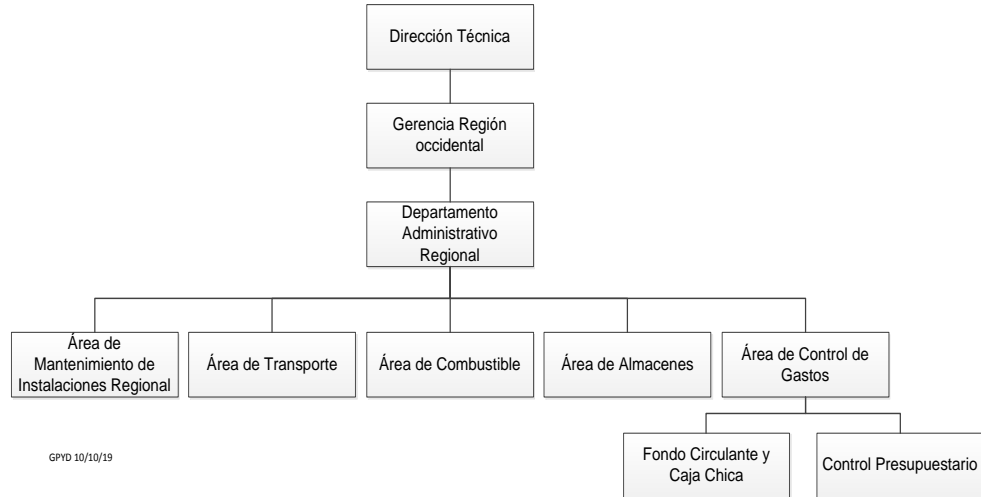 Dirección Técnica
Gerencia Región
occidental
Departamento
Administrativo
Regional
Área de
Mantenimiento de
Instalaciones Regional
Área de Transporte
Área de Combustible
Área de Almacenes
Área de Control de
Gastos
Fondo Circulante y
Caja Chica
Control Presupuestario
GPYD 10/10/19